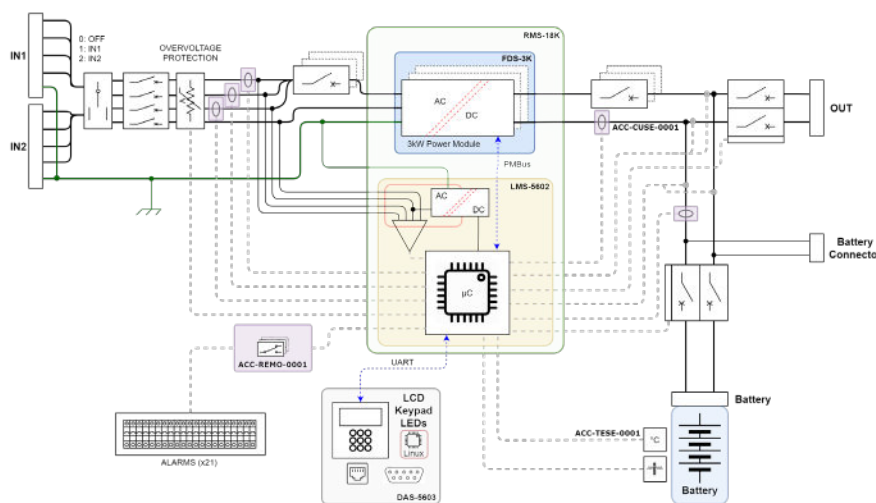 RMS-18K
IN1
0: OFF
1: IN1
2: IN2
OVERVOLTAGE
PROTECTION
FDS-3K
AC
DC
3kW Power Module
ACC-CUSE-0001
OUT
IN2
PMBus
LMS-5602
AC
DC
Battery
Connector
µC
ACC-REMO-0001
UART
LCD
Keypad
LEDs
Linux
DAS-5603
ALARMS (x21)
Battery
ACC-TESE-0001
°C
Battery